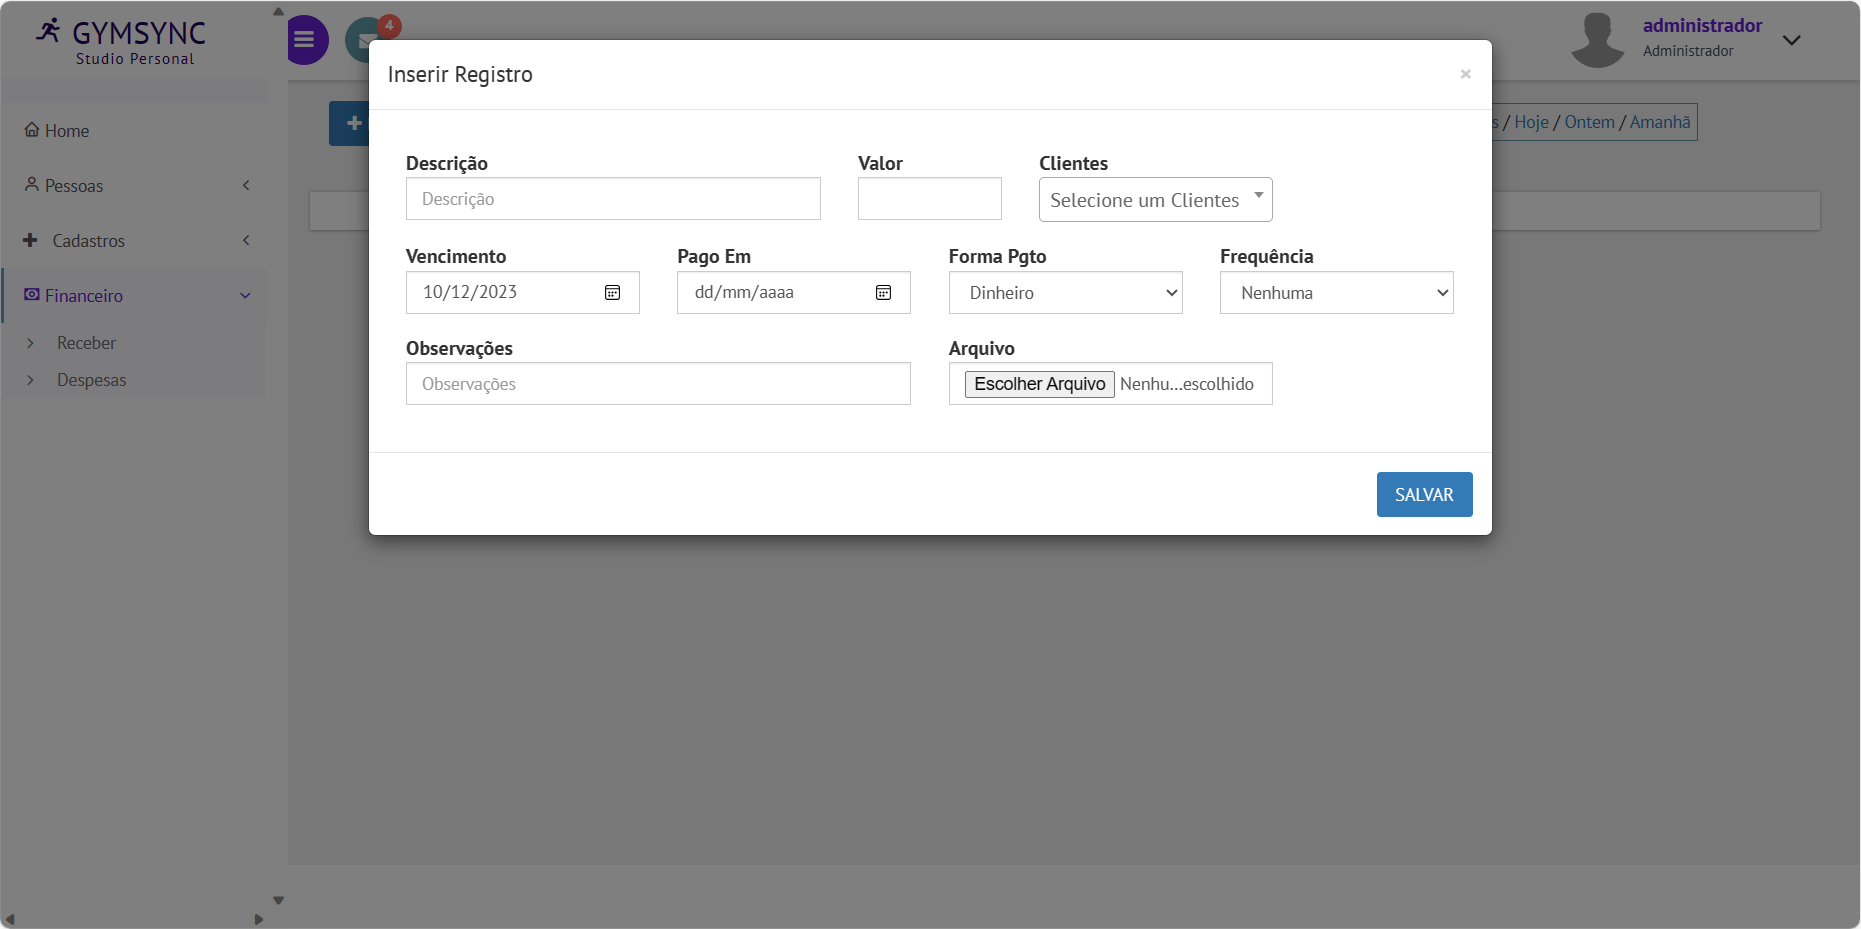 GYMSYNC
Studio Personal
4
administrador
Administrador
Home
Pessoas
Cadastros
Financeiro
Receber
Despesas
s / Hoje / Ontem / Amanhã
Inserir Registro
×
Descrição
Valor
Clientes
Descrição
Selecione um Clientes
Vencimento
Pago Em
Forma Pgto
Frequência
10/12/2023
dd/mm/aaaa
Dinheiro
Nenhuma
Observações
Arquivo
Observações
Escolher Arquivo Nenhu...escolhido
SALVAR